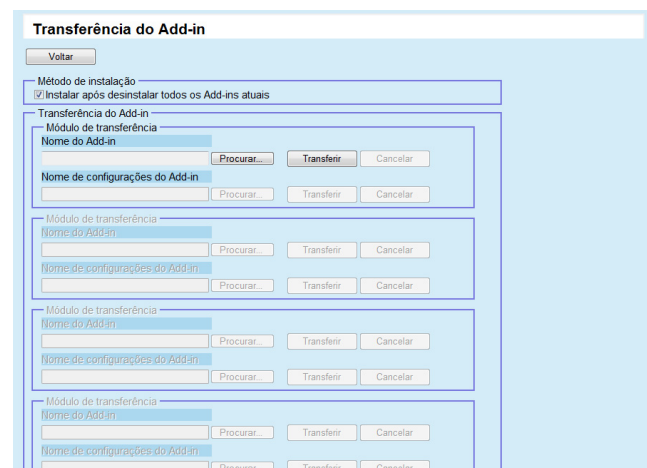 Transferência do Add-in
Voltar
Método de instalação
Instalar após desinstalar todos os Add-ins atuais
Transferência do Add-in
Módulo de transferência
Nome do Add-in
Procurar... Transferir Cancelar
Nome de configurações do Add-in
Procurar... Transferir Cancelar
Módulo de transferência
Nome do Add-in
Procurar... Transferir Cancelar
Nome de configurações do Add-in
Procurar... Transferir Cancelar
Módulo de transferência
Nome do Add-in
Procurar... Transferir Cancelar
Nome de configurações do Add-in
Procurar... Transferir Cancelar
Módulo de transferência
Nome do Add-in
Procurar... Transferir Cancelar
Nome de configurações do Add-in
Procurar... Transferir Cancelar